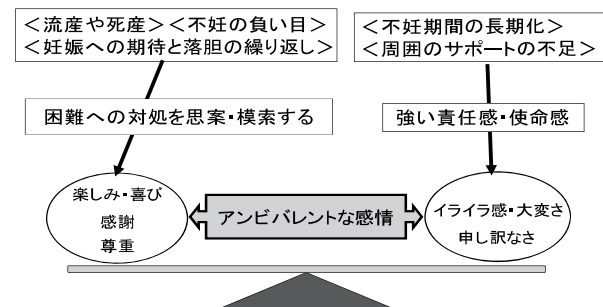 ＜流産や死産＞＜不妊の負い目＞
＜妊娠への期待と落胆の繰り返し＞
＜不妊期間の長期化＞
＜周囲のサポートの不足＞
困難への対処を思案・模索する
強い責任感・使命感
楽しみ・喜び
感謝
尊重
アンビバレントな感情
イライラ感・大変さ
申し訳なさ